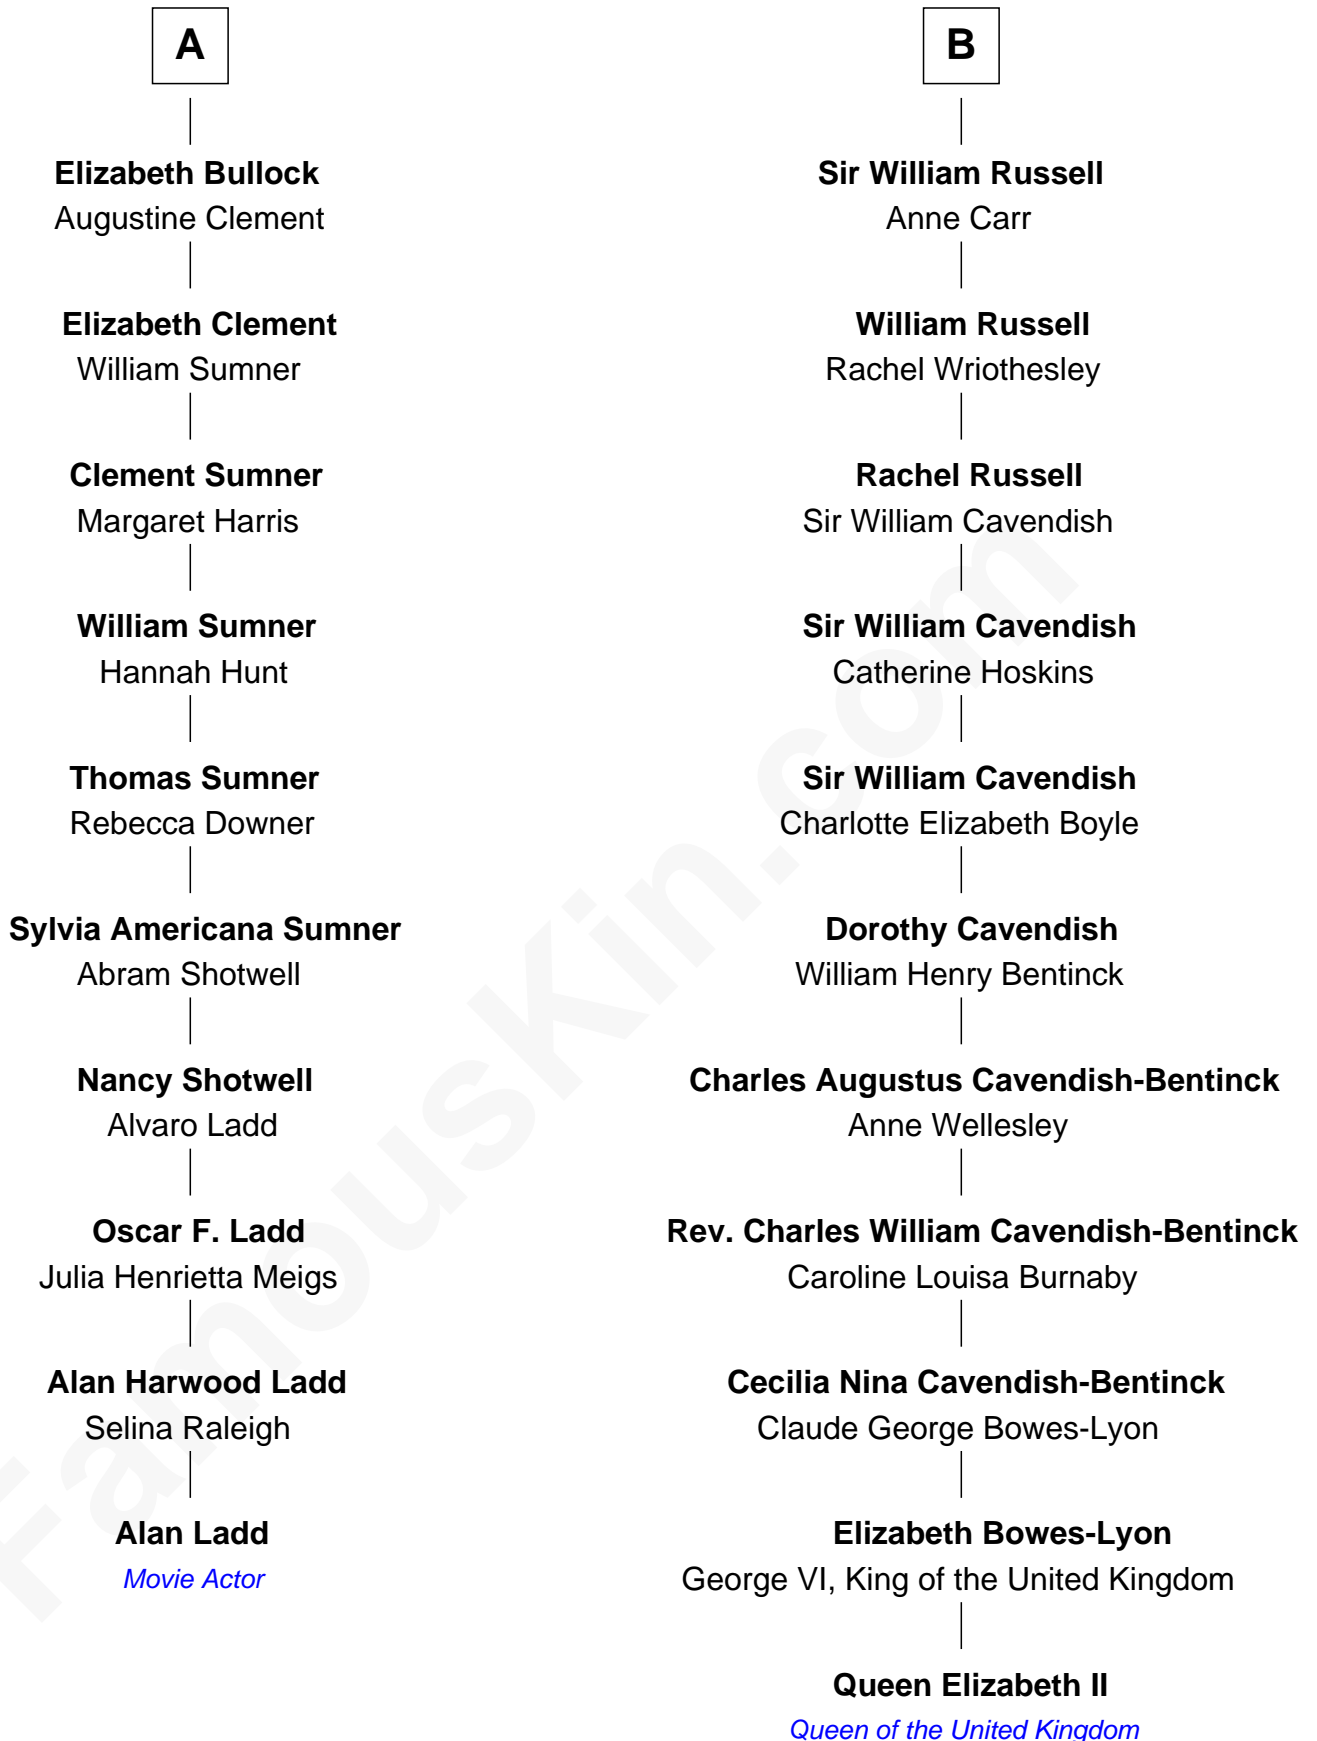 A
Elizabeth Bullock
Augustine Clement
Elizabeth Clement
William Sumner
Clement Sumner
Margaret Harris
William Sumner
Hannah Hunt
Thomas Sumner
Rebecca Downer
Sylvia Americana Sumner
Abram Shotwell
Nancy Shotwell
Alvaro Ladd
Oscar F. Ladd
Julia Henrietta Meigs
Alan Harwood Ladd
Selina Raleigh
Alan Ladd
Movie Actor
B
Sir William Russell
Anne Carr
William Russell
Rachel Wriothesley
Rachel Russell
Sir William Cavendish
Sir William Cavendish
Catherine Hoskins
Sir William Cavendish
Charlotte Elizabeth Boyle
Dorothy Cavendish
William Henry Bentinck
Charles Augustus Cavendish-Bentinck
Anne Wellesley
Rev. Charles William Cavendish-Bentinck
Caroline Louisa Burnaby
Cecilia Nina Cavendish-Bentinck
Claude George Bowes-Lyon
Elizabeth Bowes-Lyon
George VI, King of the United Kingdom
Queen Elizabeth II
Queen of the United Kingdom
FamousKin.com